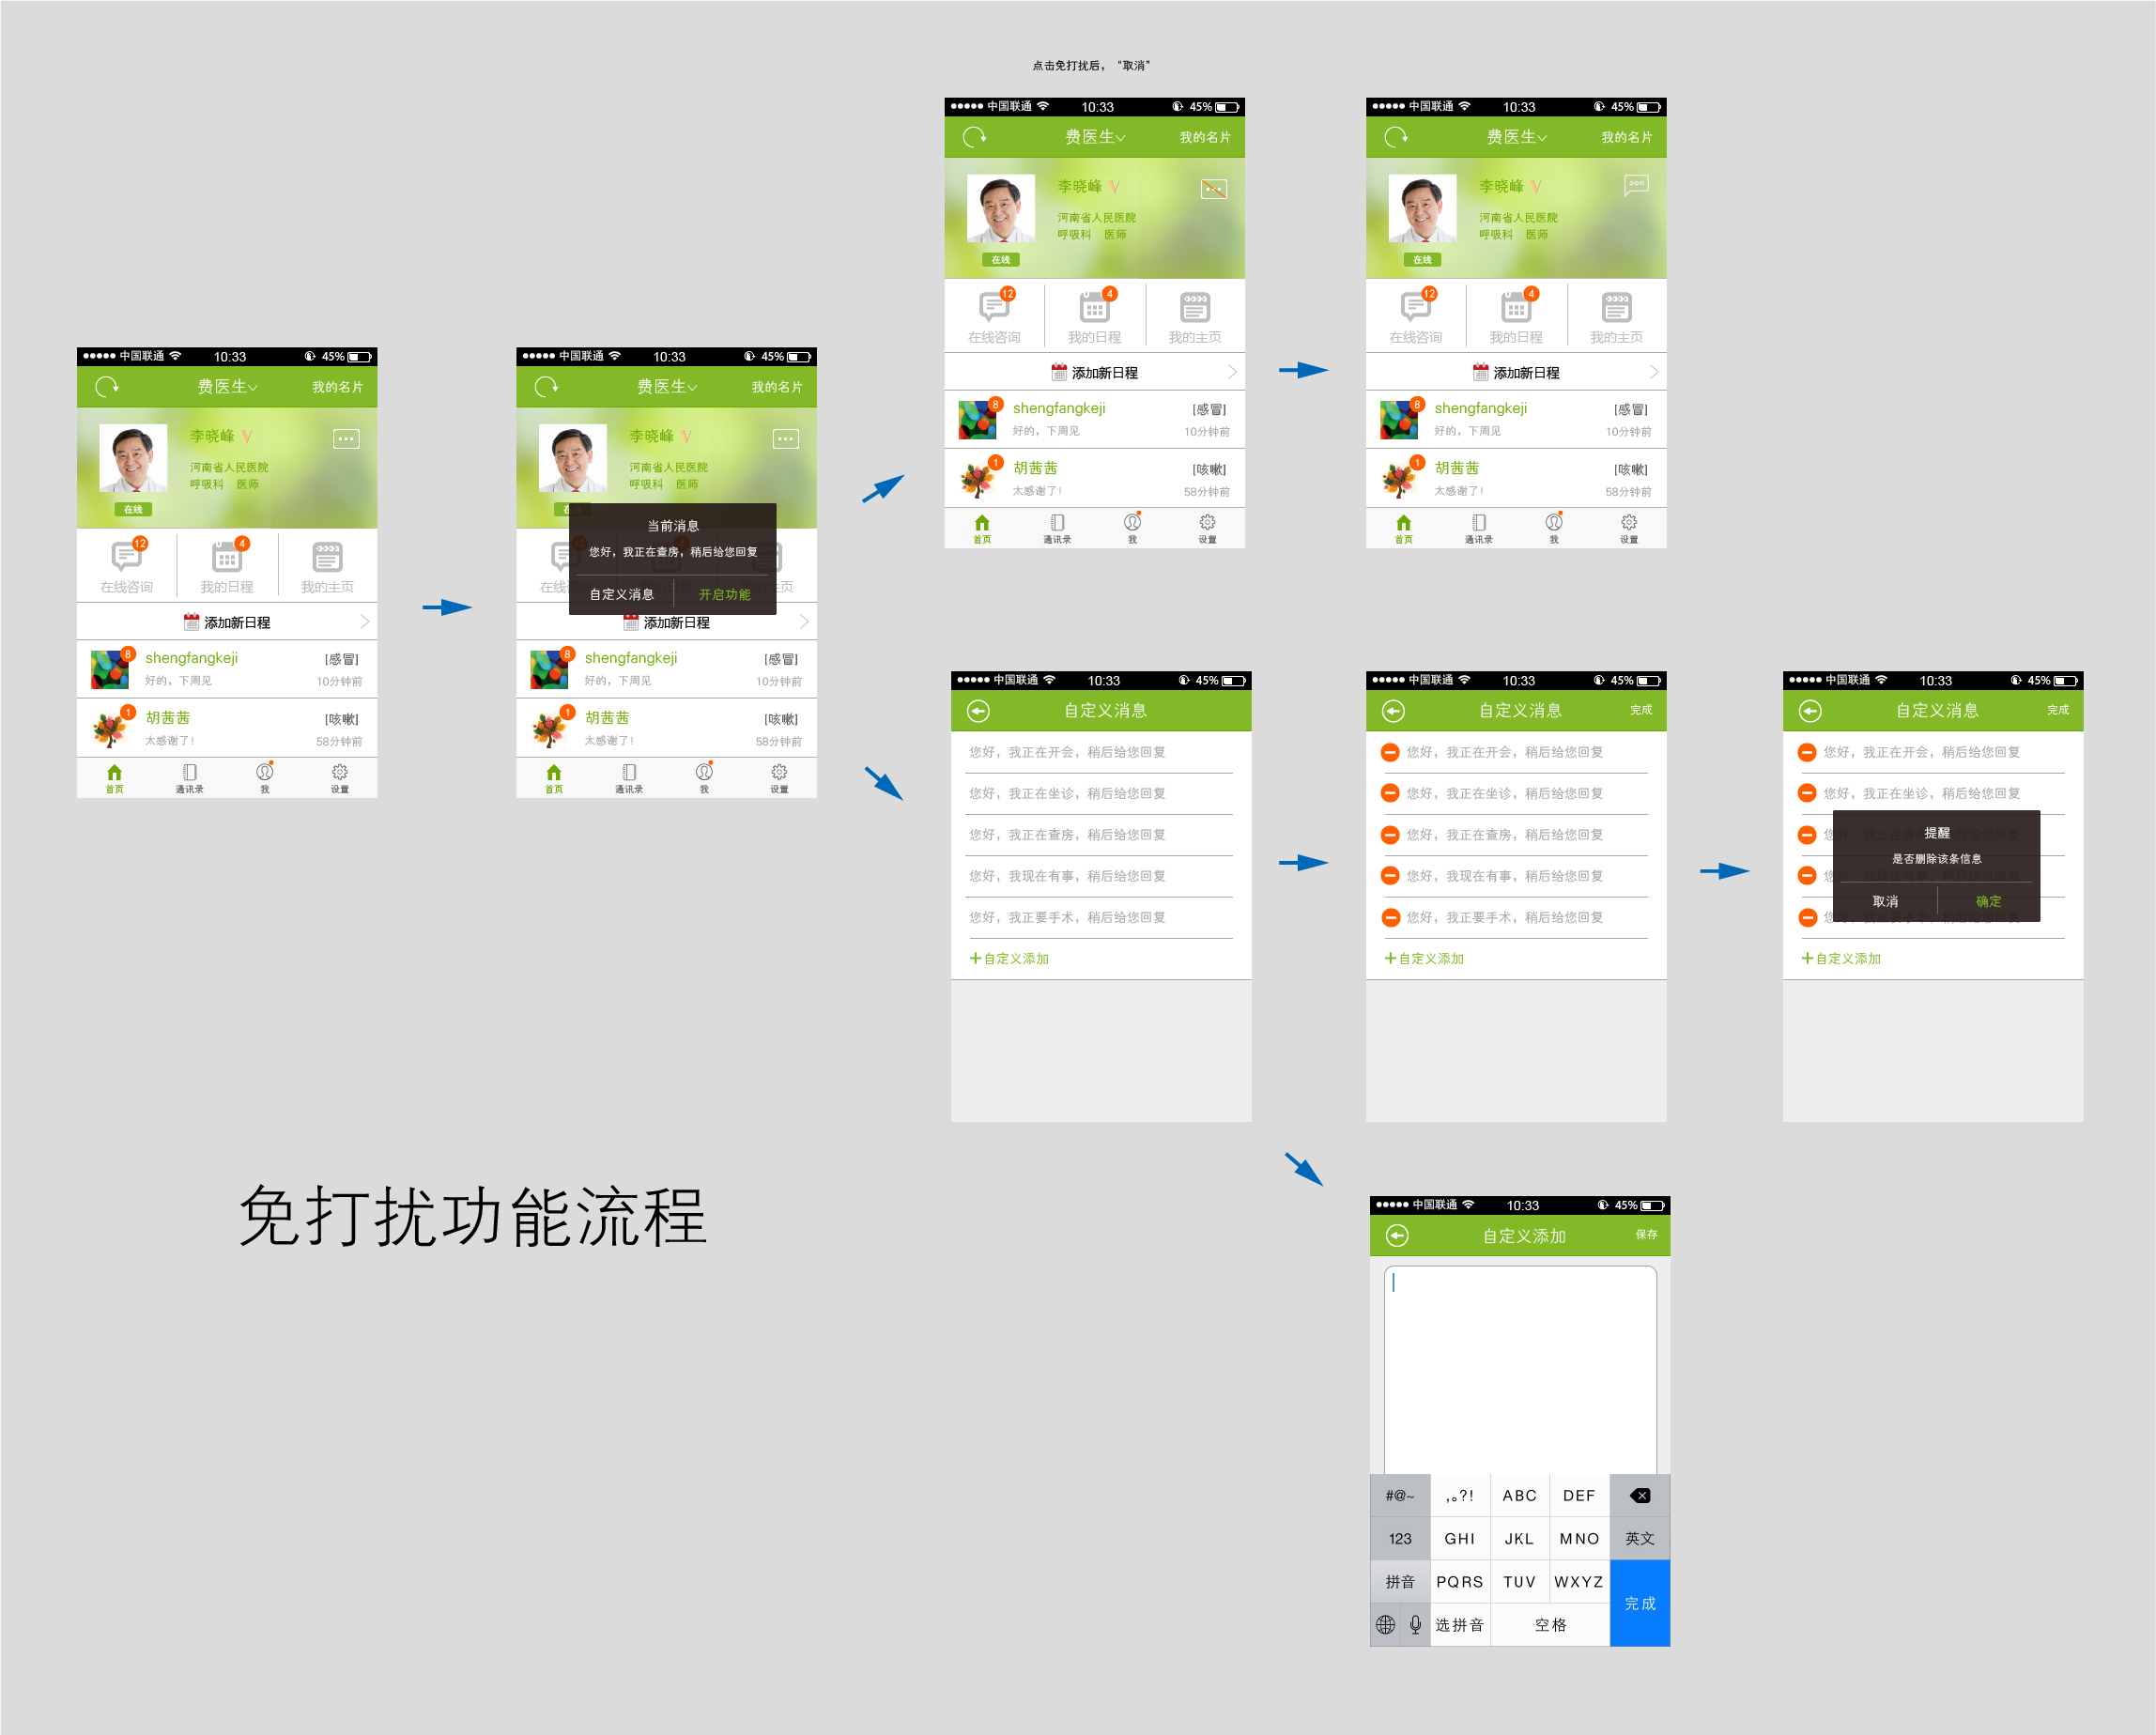 点击免打扰后，“取消”
中国联通 10:33 45%
费医生 我的名片
李晓峰 V
河南省人民医院
呼吸科 医师
在线
12 4
在线咨询 我的日程 我的主页
添加新日程
8 shengfangkeji [感冒]
好的，下周见 10分钟前
1 胡茜茜 [咳嗽]
太感谢了！ 58分钟前
首页 通讯录 我 设置
中国联通 10:33 45%
费医生 我的名片
李晓峰 V
河南省人民医院
呼吸科 医师
在线
12 4
在线咨询 我的日程 我的主页
添加新日程
8 shengfangkeji [感冒]
好的，下周见 10分钟前
1 胡茜茜 [咳嗽]
太感谢了！ 58分钟前
首页 通讯录 我 设置
中国联通 10:33 45%
费医生 我的名片
李晓峰 V
河南省人民医院
呼吸科 医师
在线
12 4
在线咨询 我的日程 我的主页
添加新日程
8 shengfangkeji [感冒]
好的，下周见 10分钟前
1 胡茜茜 [咳嗽]
太感谢了！ 58分钟前
首页 通讯录 我 设置
中国联通 10:33 45%
费医生 我的名片
李晓峰 V
河南省人民医院
呼吸科 医师
当前消息
您好，我正在查房，稍后给您回复
自定义消息 开启功能
添加新日程
8 shengfangkeji [感冒]
好的，下周见 10分钟前
1 胡茜茜 [咳嗽]
太感谢了！ 58分钟前
首页 通讯录 我 设置
中国联通 10:33 45%
自定义消息
您好，我正在开会，稍后给您回复
您好，我正在坐诊，稍后给您回复
您好，我正在查房，稍后给您回复
您好，我现在有事，稍后给您回复
您好，我正要手术，稍后给您回复
+自定义添加
中国联通 10:33 45%
自定义消息 完成
您好，我正在开会，稍后给您回复
您好，我正在坐诊，稍后给您回复
您好，我正在查房，稍后给您回复
您好，我现在有事，稍后给您回复
您好，我正要手术，稍后给您回复
+自定义添加
中国联通 10:33 45%
自定义消息 完成
您好，我正在开会，稍后给您回复
您好，我正在坐诊，稍后给您回复
提醒
是否删除该条信息
取消 确定
+自定义添加
免打扰功能流程
中国联通 10:33 45%
自定义添加 保存
#@~ ,。?! ABC DEF
123 GHI JKL MNO 英文
拼音 PQRS TUV WXYZ
完成
选拼音 空格